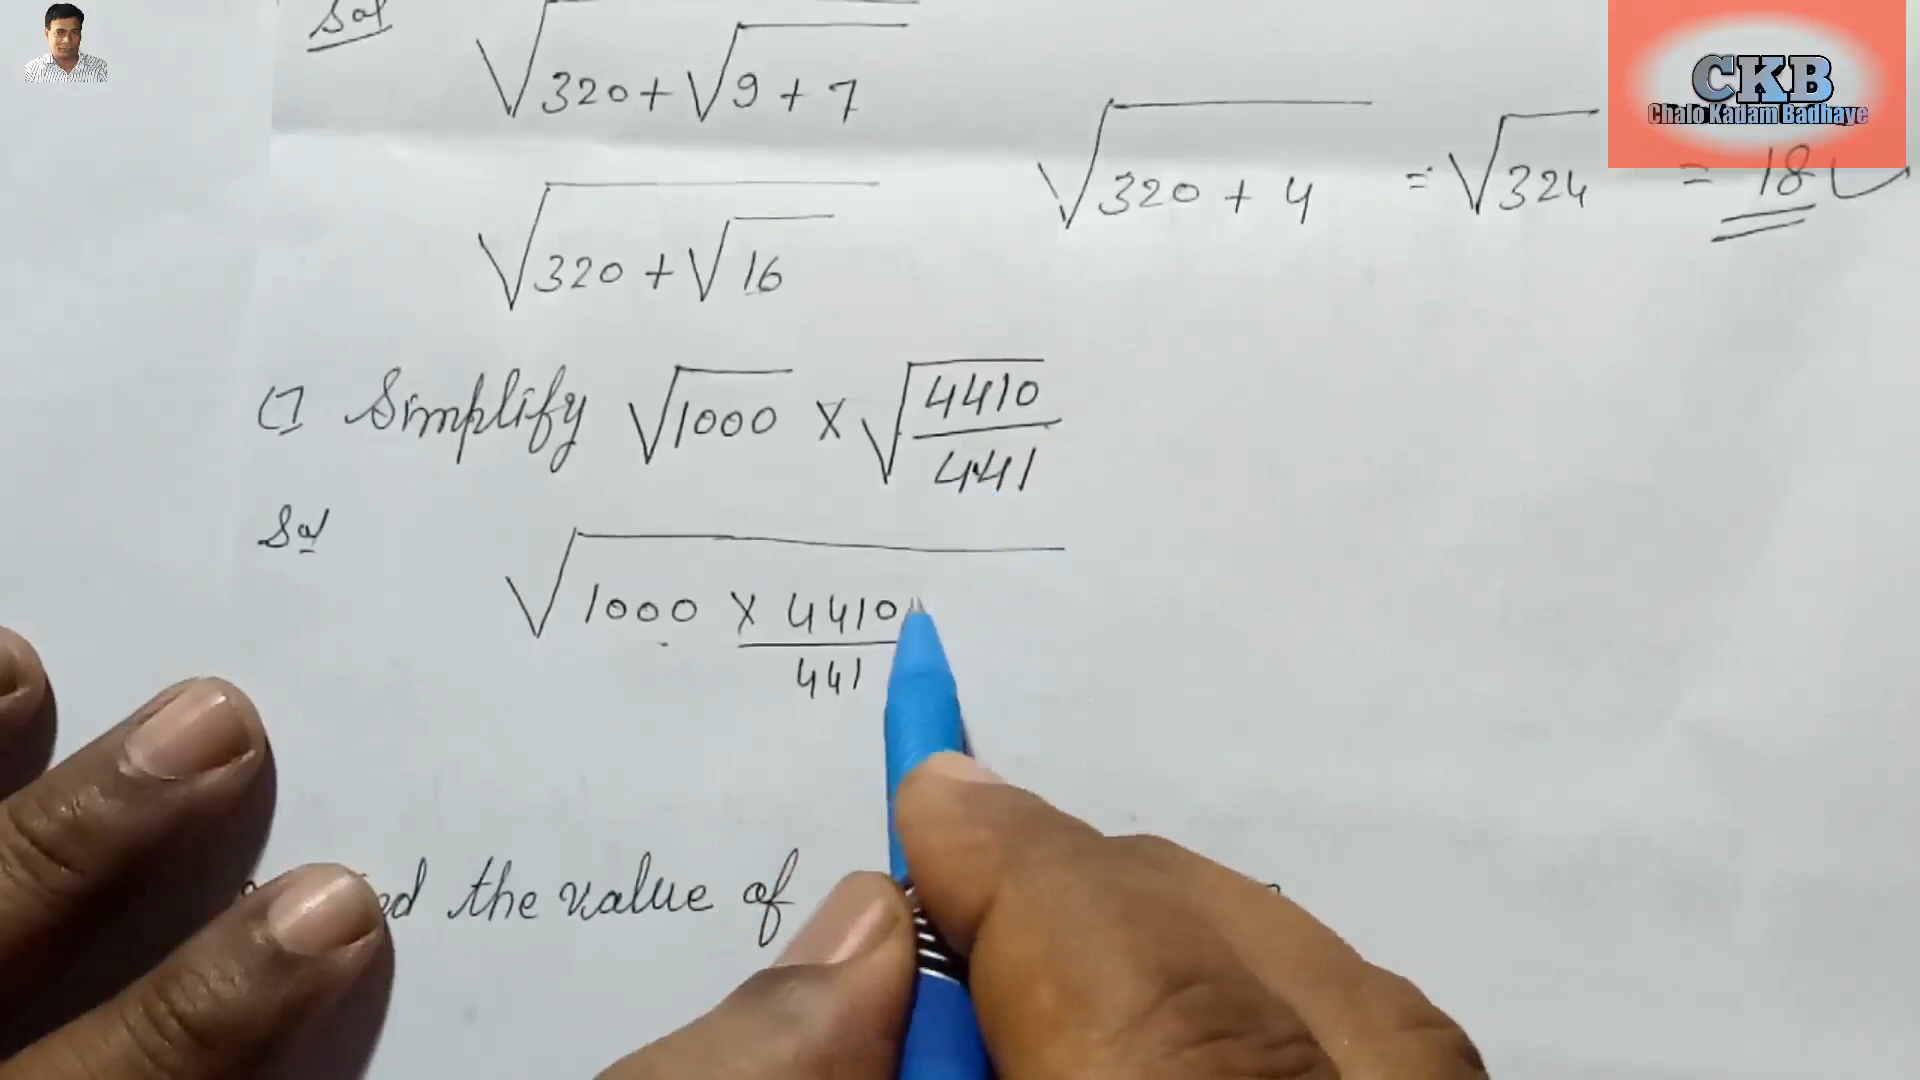 Sol
√320+√9+7
√320+4 = √324 = 18
√320+√16
Simplify √1000 X √4410/441
Sol
√1000 X 4410/441
the value of
CKB
Chalo Kadam Badhaye